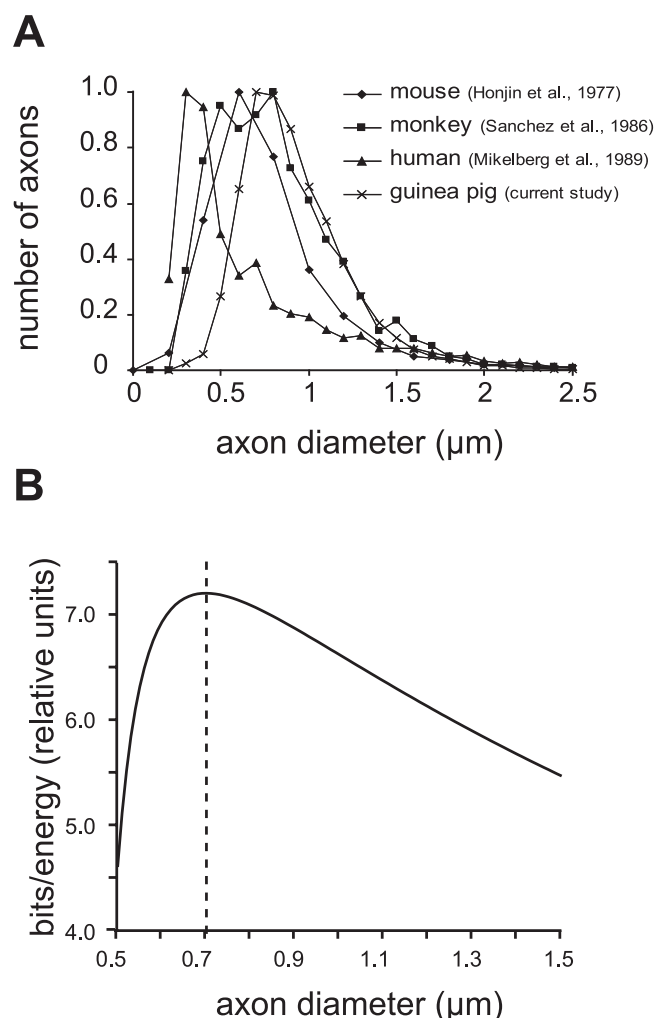 A
number of axons
1.0
0.8
0.6
0.4
0.2
0
0 0.5 1 1.5 2 2.5
axon diameter (µm)
mouse (Honjin et al., 1977)
monkey (Sanchez et al., 1986)
human (Mikelberg et al., 1989)
guinea pig (current study)
B
bits/energy (relative units)
7.0
6.0
5.0
4.0
0.5 0.7 0.9 1.1 1.3 1.5
axon diameter (µm)